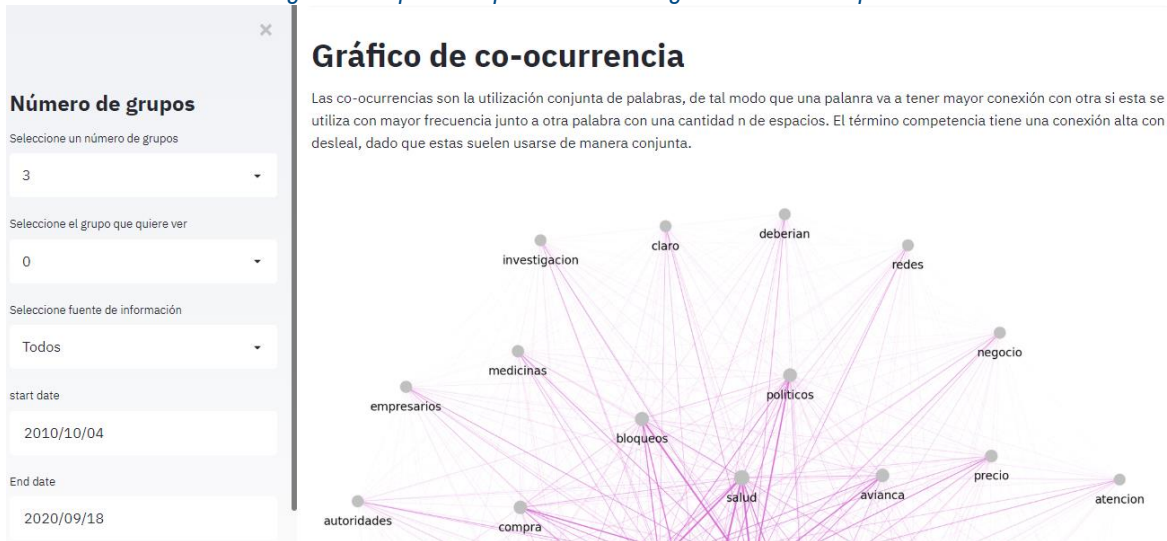 ×
Número de grupos
Seleccione un número de grupos
3
Seleccione el grupo que quiere ver
0
Seleccione fuente de información
Todos
start date
2010/10/04
End date
2020/09/18
Gráfico de co-ocurrencia
Las co-ocurrencias son la utilización conjunta de palabras, de tal modo que una palanra va a tener mayor conexión con otra si esta se
utiliza con mayor frecuencia junto a otra palabra con una cantidad n de espacios. El término competencia tiene una conexión alta con
desleal, dado que estas suelen usarse de manera conjunta.
deberian
claro
investigacion
redes
negocio
medicinas
politicos
empresarios
bloqueos
precio
salud
avianca
atencion
autoridades
compra